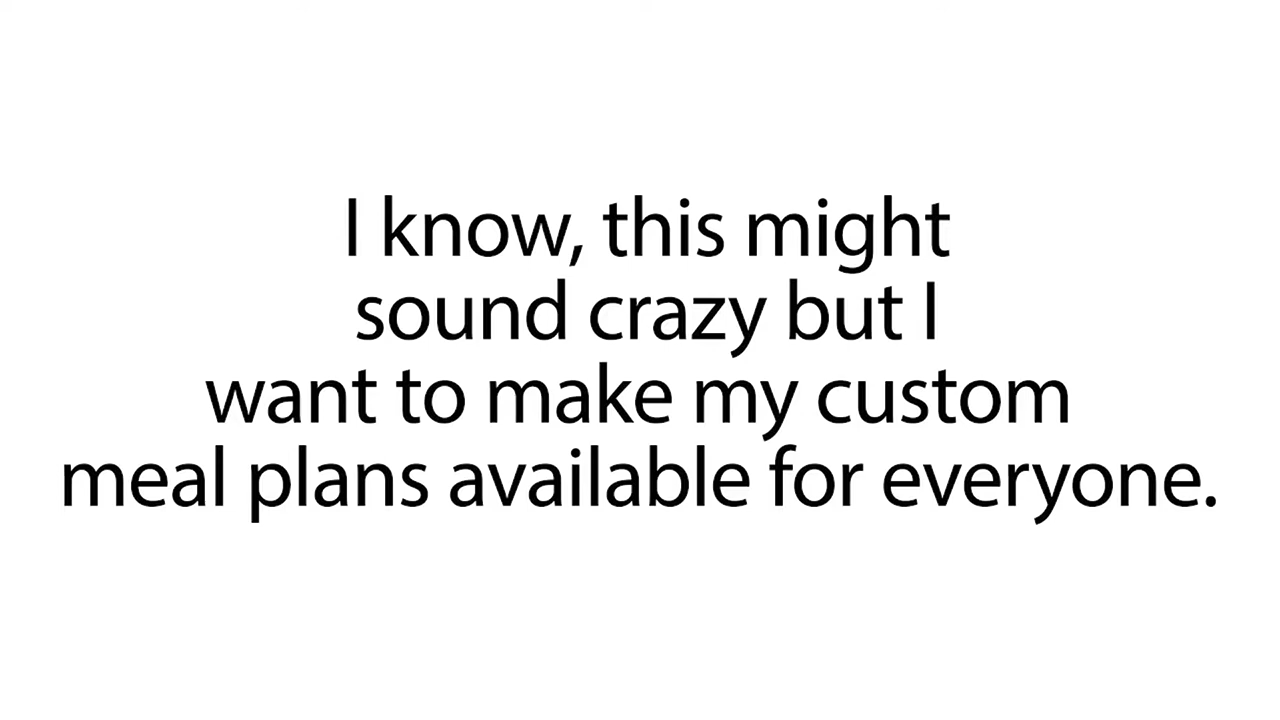 I know, this might
sound crazy but I
want to make my custom
meal plans available for everyone.